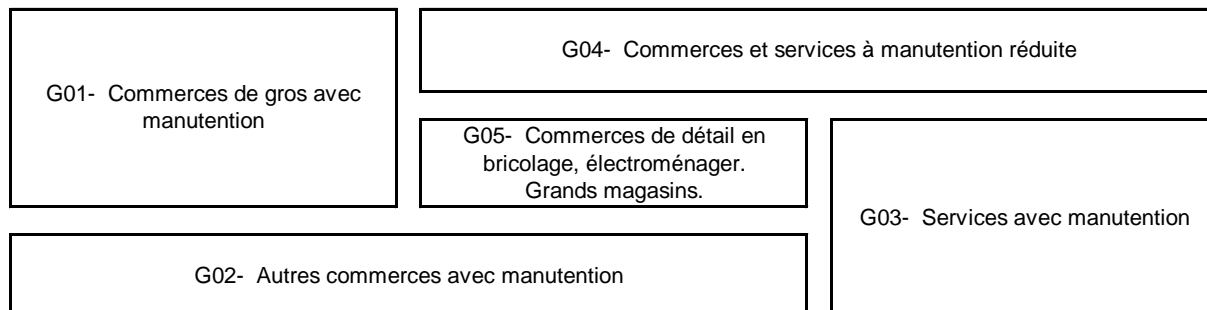 G04-  Commerces et services à manutention réduite
G01-  Commerces de gros avec
manutention
G05-  Commerces de détail en
bricolage, électroménager.
Grands magasins.
G03-  Services avec manutention
G02-  Autres commerces avec manutention